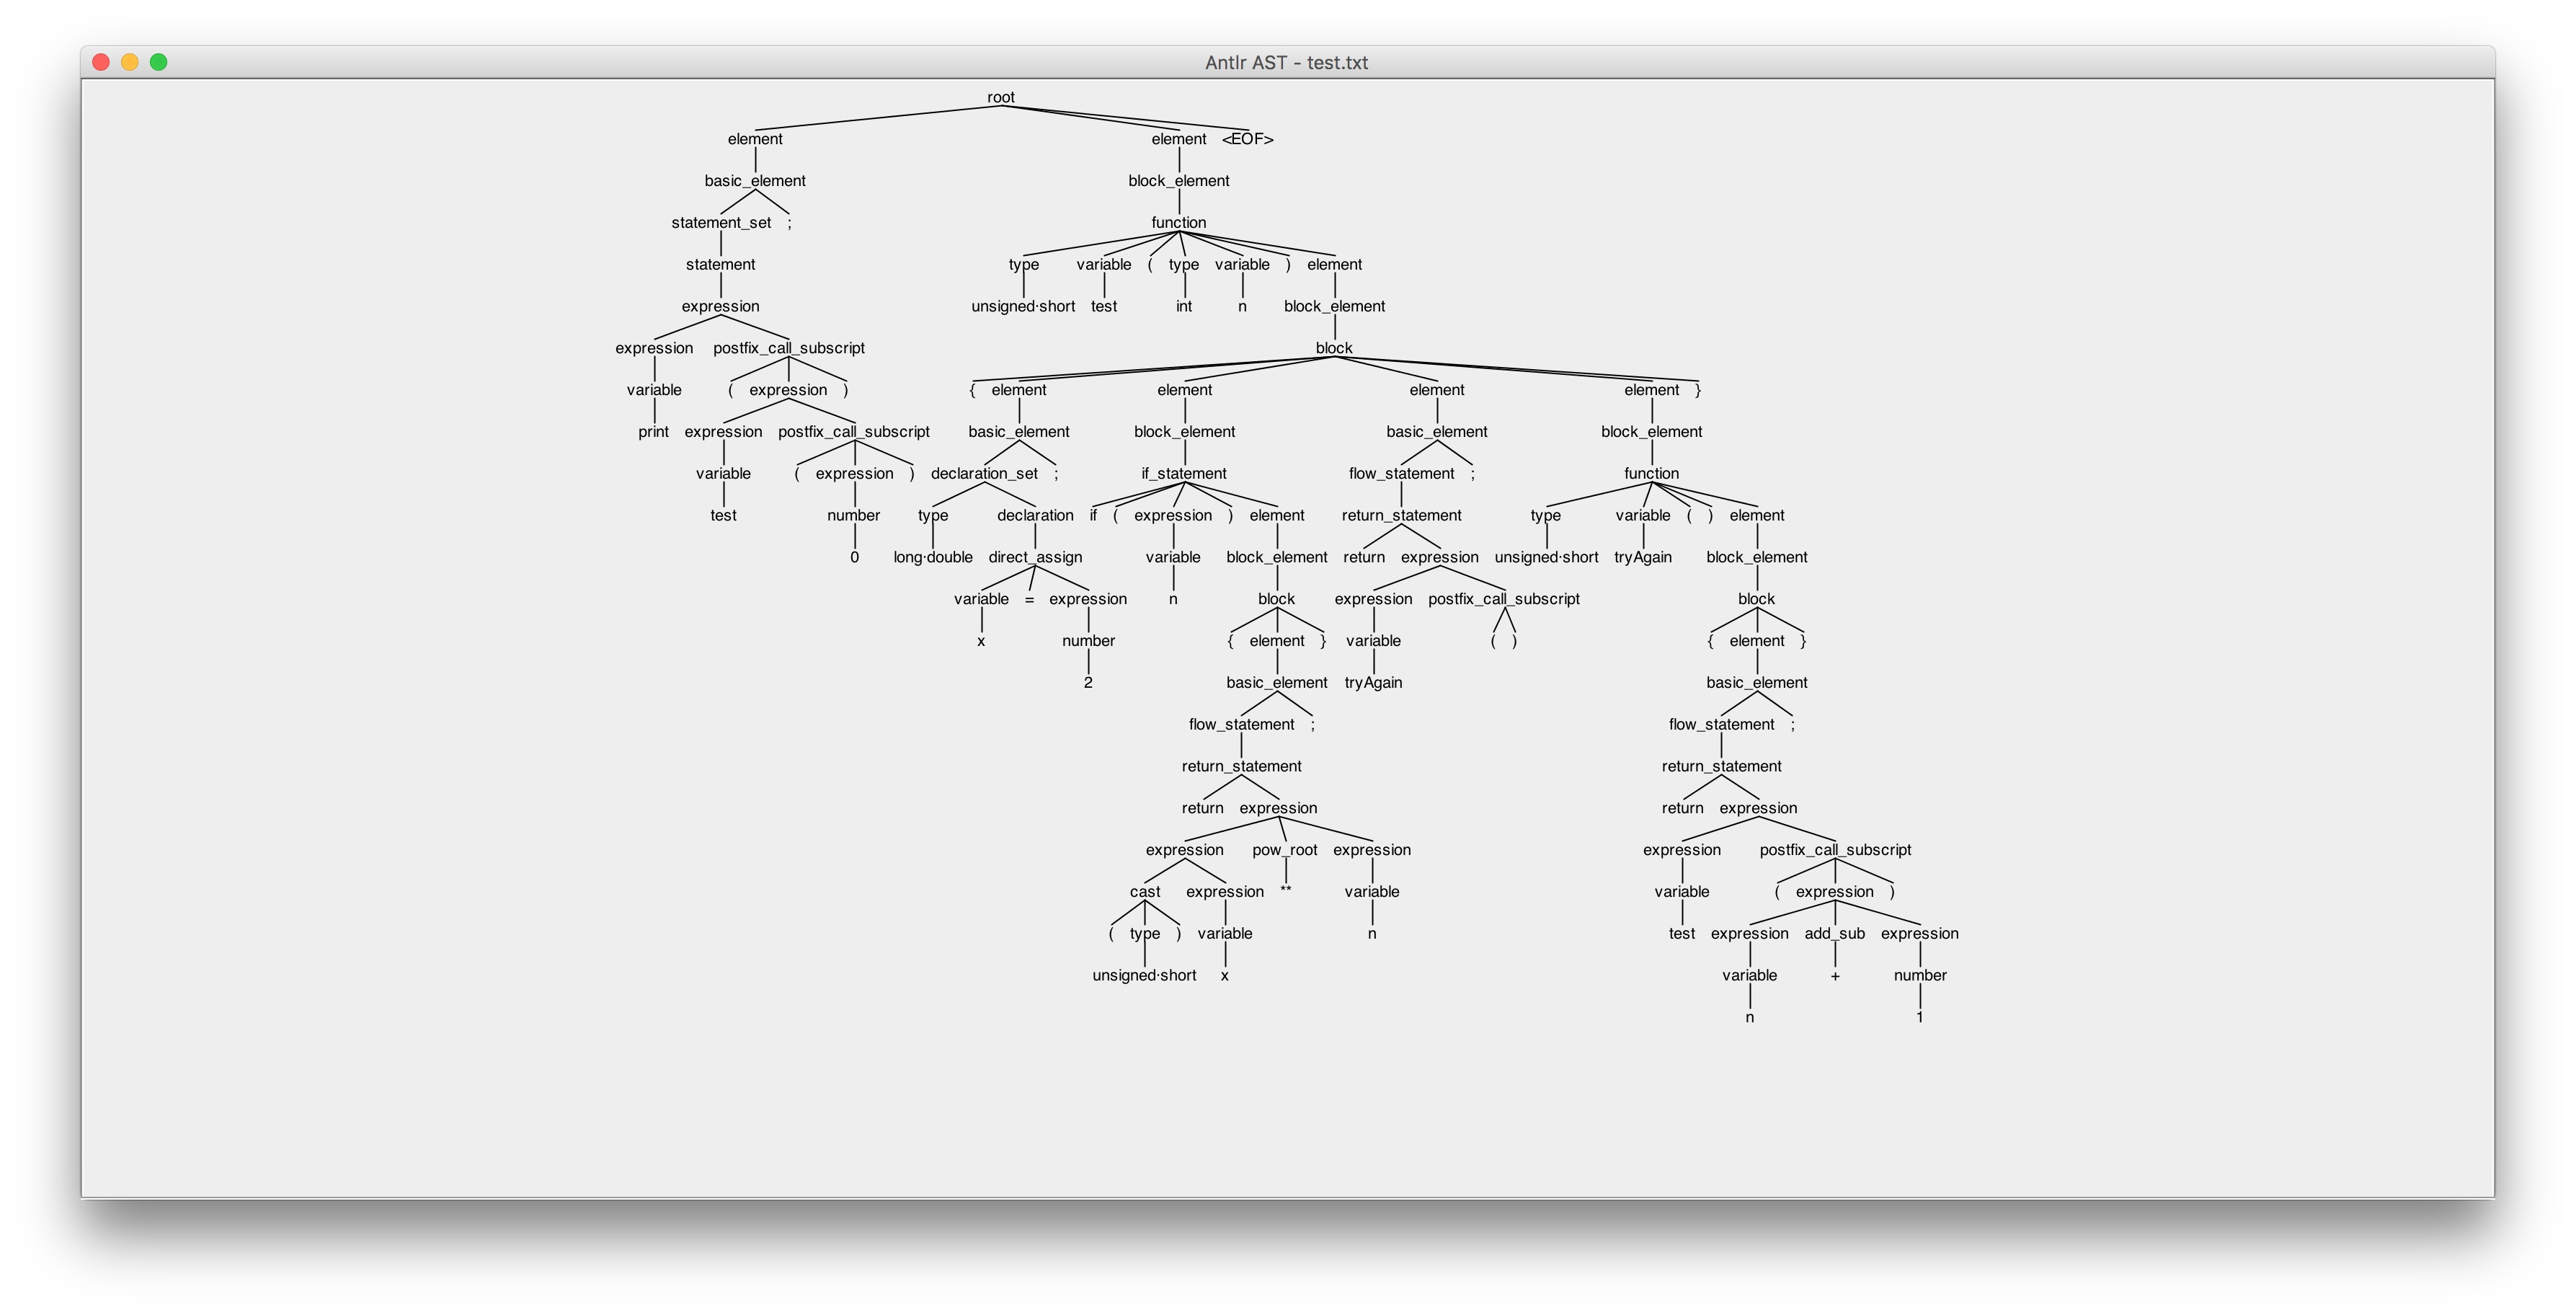 Antlr AST - test.txt
root
element element <EOF>
basic_element block_element
statement_set ; function
statement type variable ( type variable ) element
expression unsigned·short test int n block_element
expression postfix_call_subscript block
variable ( expression ) { element element element element }
print expression postfix_call_subscript basic_element block_element basic_element block_element
variable ( expression ) declaration_set ; if_statement flow_statement ; function
test number type declaration if ( expression ) element return_statement type variable ( ) element
0 long·double direct_assign variable block_element return expression unsigned·short tryAgain block_element
variable = expression n block expression postfix_call_subscript block
x number { element } variable ( ) { element }
2 basic_element tryAgain basic_element
flow_statement ; flow_statement ;
return_statement return_statement
return expression return expression
expression pow_root expression expression postfix_call_subscript
cast expression ** variable variable ( expression )
( type ) variable n test expression add_sub expression
unsigned·short x variable + number
n 1